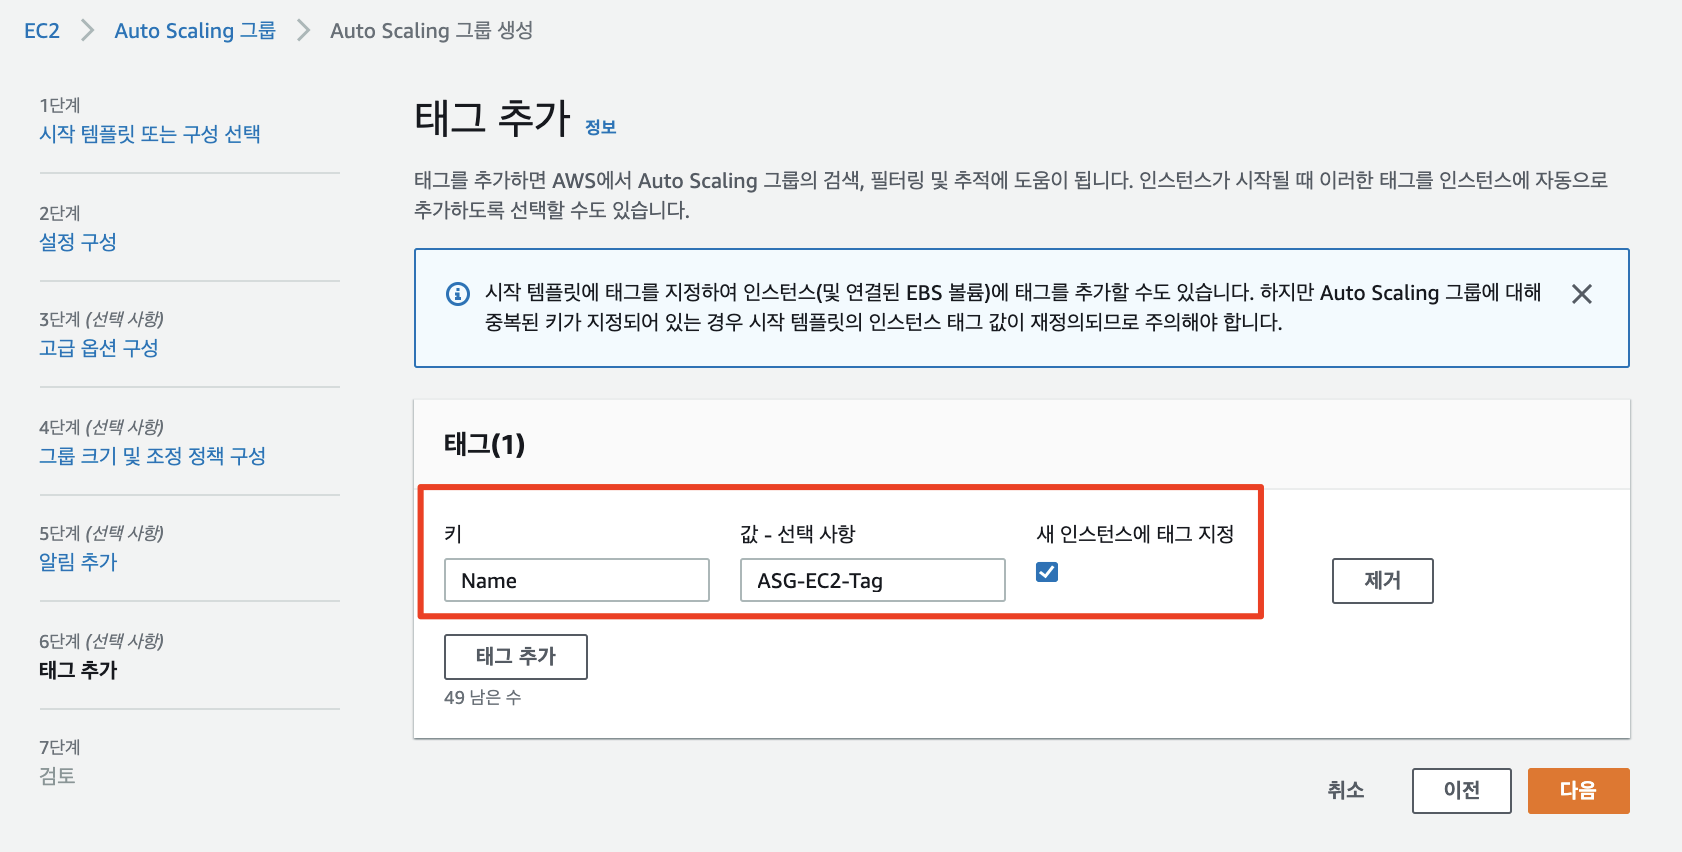 EC2 > Auto Scaling 그룹 > Auto Scaling 그룹 생성
1단계
시작 템플릿 또는 구성 선택
2단계
설정 구성
3단계 (선택 사항)
고급 옵션 구성
4단계 (선택 사항)
그룹 크기 및 조정 정책 구성
5단계 (선택 사항)
알림 추가
6단계 (선택 사항)
태그 추가
7단계
검토
태그 추가 정보
태그를 추가하면 AWS에서 Auto Scaling 그룹의 검색, 필터링 및 추적에 도움이 됩니다. 인스턴스가 시작될 때 이러한 태그를 인스턴스에 자동으로
추가하도록 선택할 수도 있습니다.
시작 템플릿에 태그를 지정하여 인스턴스(및 연결된 EBS 볼륨)에 태그를 추가할 수도 있습니다. 하지만 Auto Scaling 그룹에 대해
중복된 키가 지정되어 있는 경우 시작 템플릿의 인스턴스 태그 값이 재정의되므로 주의해야 합니다.
태그(1)
키 값 - 선택 사항 새 인스턴스에 태그 지정
Name ASG-EC2-Tag 제거
태그 추가
49 남은 수
취소 이전 다음